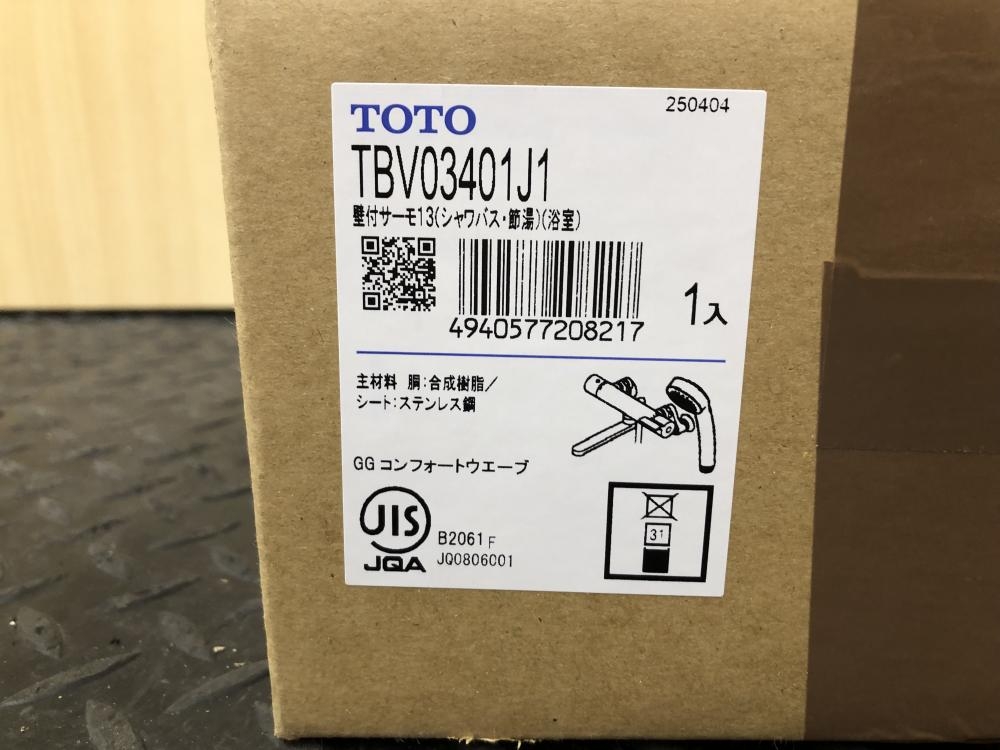 TOTO
250404
TBV03401J1
壁付サーモ13(シャワバス・節湯)(浴室)
4940577208217
1入
主材料 胴:合成樹脂/
シート:ステンレス鋼
GGコンフォートウエーブ
JIS
JQA
B2061 F
JQ0806001
31